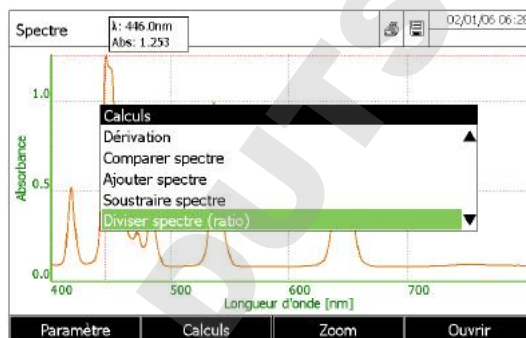 Spectre
λ: 446.0nm
Abs: 1.253
02/01/06 06:28
Absorbance
1.0
0.5
0.0
Calculs
Dérivation
Comparer spectre
Ajouter spectre
Soustraire spectre
Diviser spectre (ratio)
400 500 600 700
Longueur d'onde [nm]
Paramètre Calculs Zoom Ouvrir